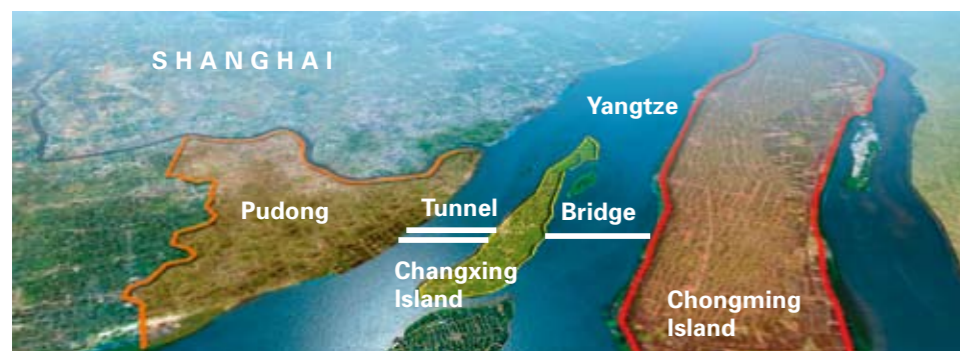 SHANGHAI
Yangtze
Pudong
Tunnel
Bridge
Changxing
Island
Chongming
Island